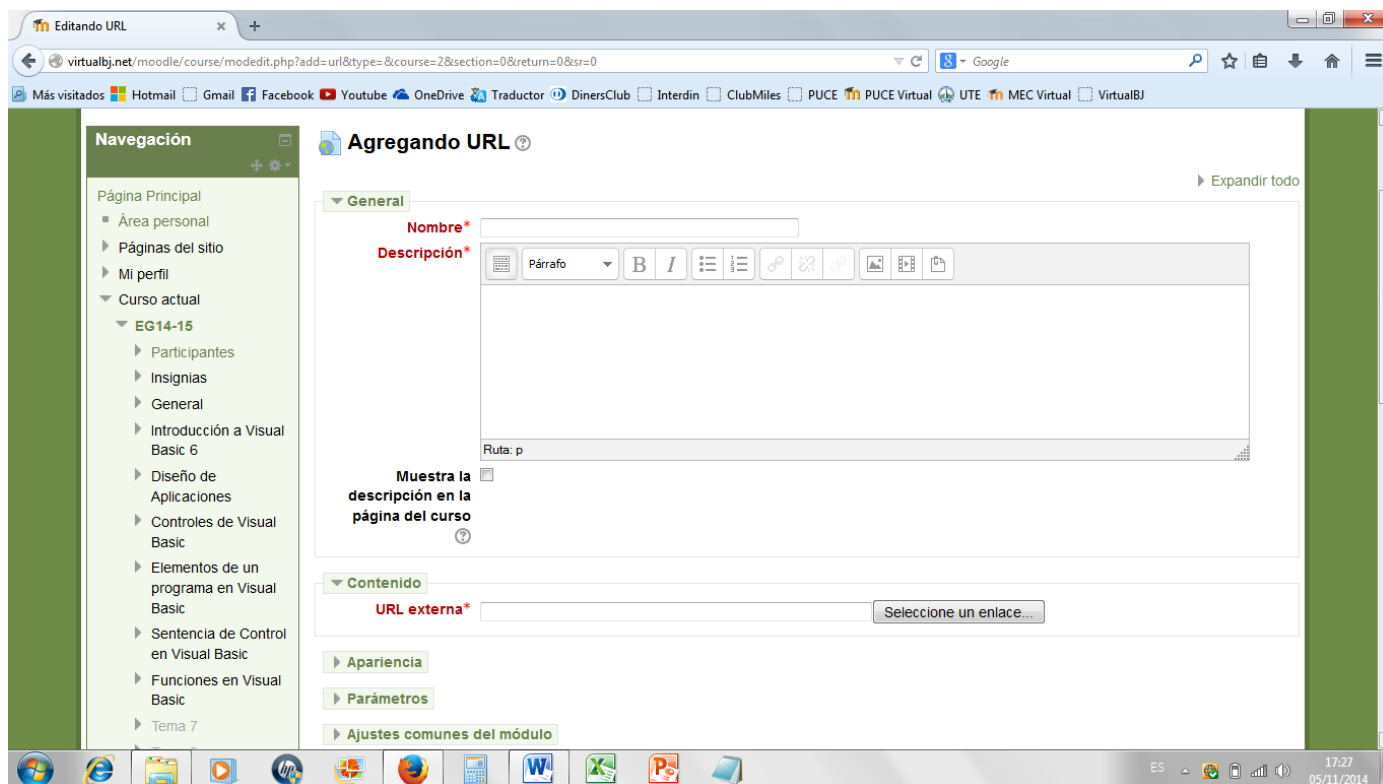 Editando URL
virtualbj.net/moodle/course/modedit.php?add=url&type=&course=2&section=0&return=0&sr=0
Google
Más visitados Hotmail Gmail Facebook Youtube OneDrive Traductor DinersClub Interdin ClubMiles PUCE PUCE Virtual UTE MEC Virtual VirtualBJ
Navegación
Página Principal
Área personal
Páginas del sitio
Mi perfil
Curso actual
EG14-15
Participantes
Insignias
General
Introducción a Visual
Basic 6
Diseño de
Aplicaciones
Controles de Visual
Basic
Elementos de un
programa en Visual
Basic
Sentencia de Control
en Visual Basic
Funciones en Visual
Basic
Tema 7
Agregando URL
Expandir todo
General
Nombre*
Descripción*
Párrafo
B I
Ruta: p
Muestra la
descripción en la
página del curso
Contenido
URL externa*
Seleccione un enlace...
Apariencia
Parámetros
Ajustes comunes del módulo
ES
17:27
05/11/2014